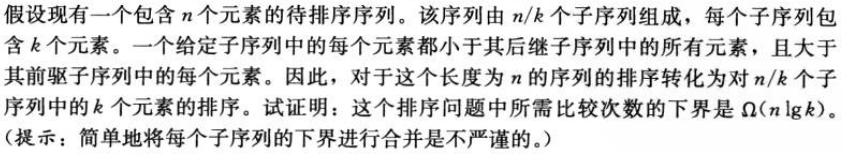 假设现有一个包含 n 个元素的待排序序列。该序列由 n/k 个子序列组成，每个子序列包
含 k 个元素。一个给定子序列中的每个元素都小于其后继子序列中的所有元素，且大于
其前驱子序列中的每个元素。因此，对于这个长度为 n 的序列的排序转化为对 n/k 个子
序列中的 k 个元素的排序。试证明：这个排序问题中所需比较次数的下界是 Ω(n lg k)。
（提示：简单地将每个子序列的下界进行合并是不严谨的。）